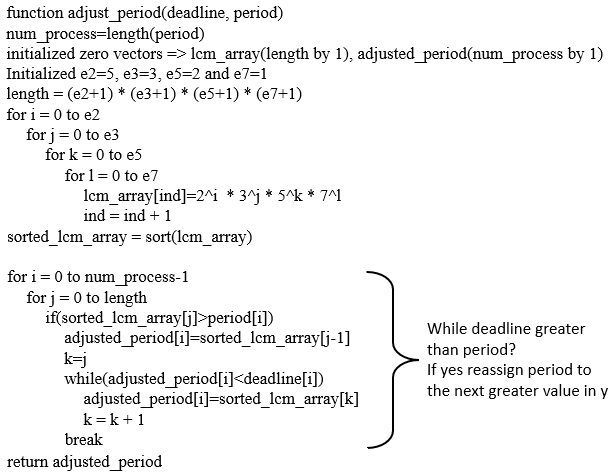 function adjust_period(deadline, period)
num_process=length(period)
initialized zero vectors => lcm_array(length by 1), adjusted_period(num_process by 1)
Initialized e2=5, e3=3, e5=2 and e7=1
length = (e2+1) * (e3+1) * (e5+1) * (e7+1)
for i = 0 to e2
for j = 0 to e3
for k = 0 to e5
for l = 0 to e7
lcm_array[ind]=2^i * 3^j * 5^k * 7^l
ind = ind + 1
sorted_lcm_array = sort(lcm_array)
for i = 0 to num_process-1
for j = 0 to length
if(sorted_lcm_array[j]>period[i])
adjusted_period[i]=sorted_lcm_array[j-1]
k=j
while(adjusted_period[i]<deadline[i])
adjusted_period[i]=sorted_lcm_array[k]
k = k + 1
break
return adjusted_period
While deadline greater
than period?
If yes reassign period to
the next greater value in y